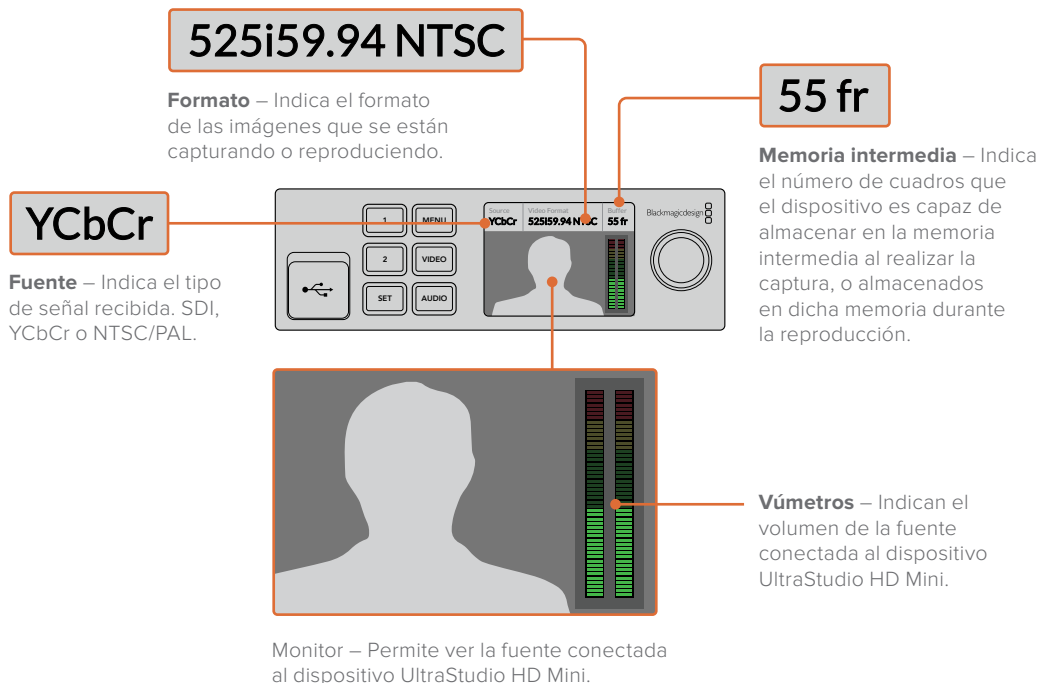 525i59.94 NTSC
Formato – Indica el formato
de las imágenes que se están
capturando o reproduciendo.
55 fr
Memoria intermedia – Indica
el número de cuadros que
el dispositivo es capaz de
almacenar en la memoria
intermedia al realizar la
captura, o almacenados
en dicha memoria durante
la reproducción.
YCbCr
Fuente – Indica el tipo
de señal recibida. SDI,
YCbCr o NTSC/PAL.
1 MENU
2 VIDEO
SET AUDIO
Source Video Format Buffer
YCbCr 525i59.94 NTSC 55 fr
Blackmagicdesign
Vúmetros – Indican el
volumen de la fuente
conectada al dispositivo
UltraStudio HD Mini.
Monitor – Permite ver la fuente conectada
al dispositivo UltraStudio HD Mini.